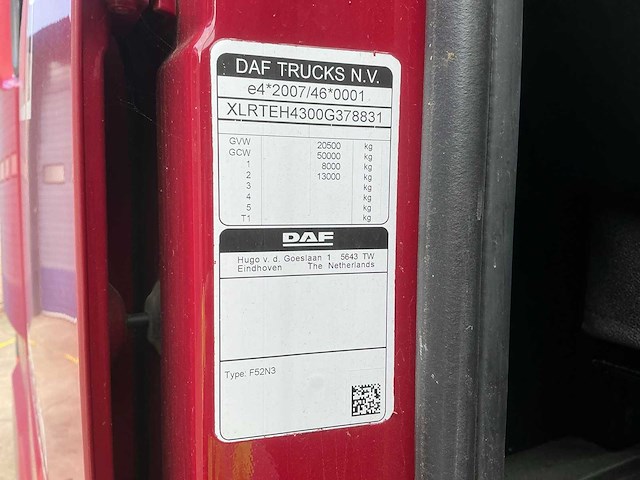 DAF TRUCKS N.V.
e4*2007/46*0001
XLRTEH4300G378831
GVW 20500 kg
GCW 50000 kg
1 8000 kg
2 13000 kg
3 kg
4 kg
5 kg
T1 kg
DAF
Hugo v. d. Goeslaan 1 5643 TW
Eindhoven The Netherlands
Type: F52N3